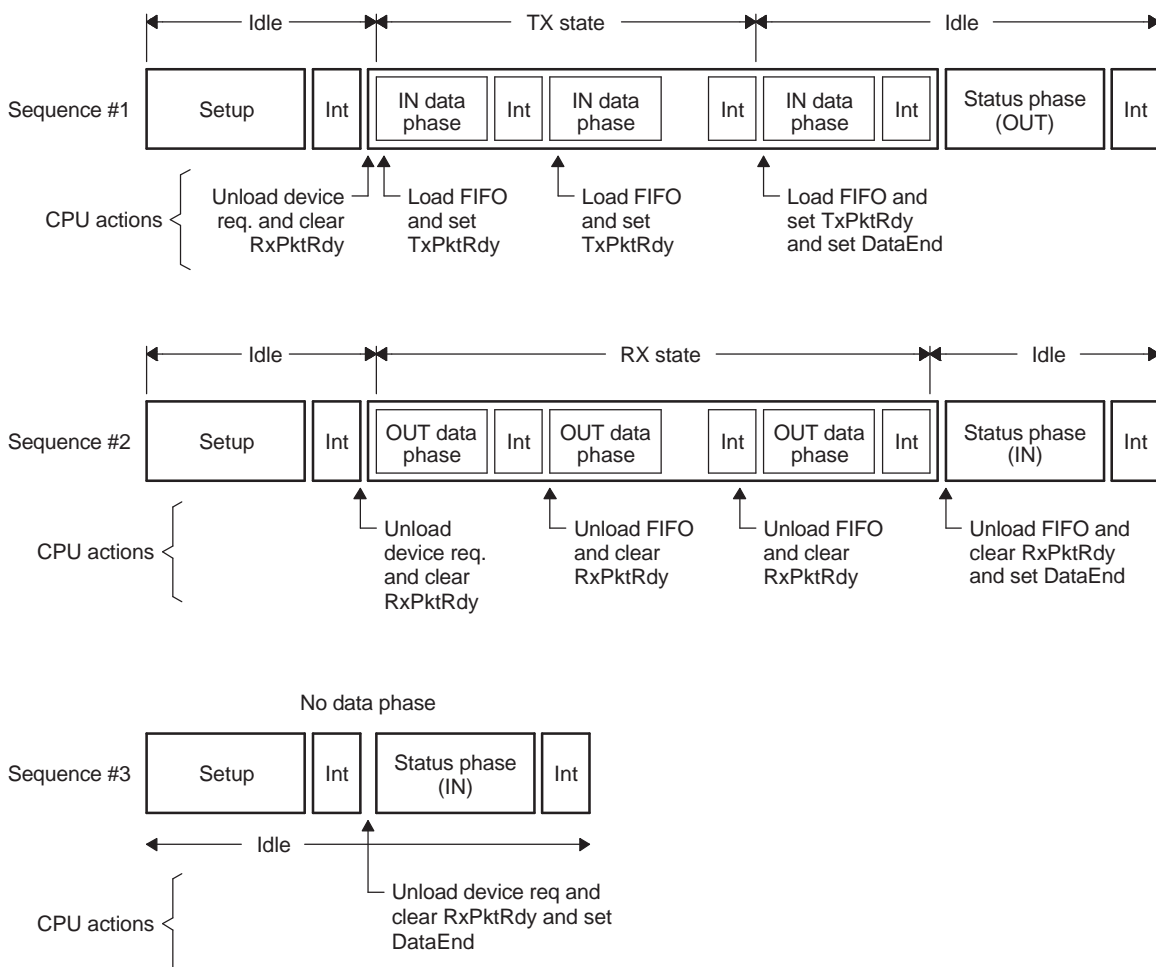 Idle
TX state
Idle
Sequence #1
Setup
Int
IN data
phase
Int
IN data
phase
Int
IN data
phase
Int
Status phase
(OUT)
Int
CPU actions
Unload device
req. and clear
RxPktRdy
Load FIFO
and set
TxPktRdy
Load FIFO
and set
TxPktRdy
Load FIFO and
set TxPktRdy
and set DataEnd
Idle
RX state
Idle
Sequence #2
Setup
Int
OUT data
phase
Int
OUT data
phase
Int
OUT data
phase
Int
Status phase
(IN)
Int
CPU actions
Unload
device req.
and clear
RxPktRdy
Unload FIFO
and clear
RxPktRdy
Unload FIFO
and clear
RxPktRdy
Unload FIFO and
clear RxPktRdy
and set DataEnd
No data phase
Sequence #3
Setup
Int
Status phase
(IN)
Int
Idle
CPU actions
Unload device req and
clear RxPktRdy and set
DataEnd